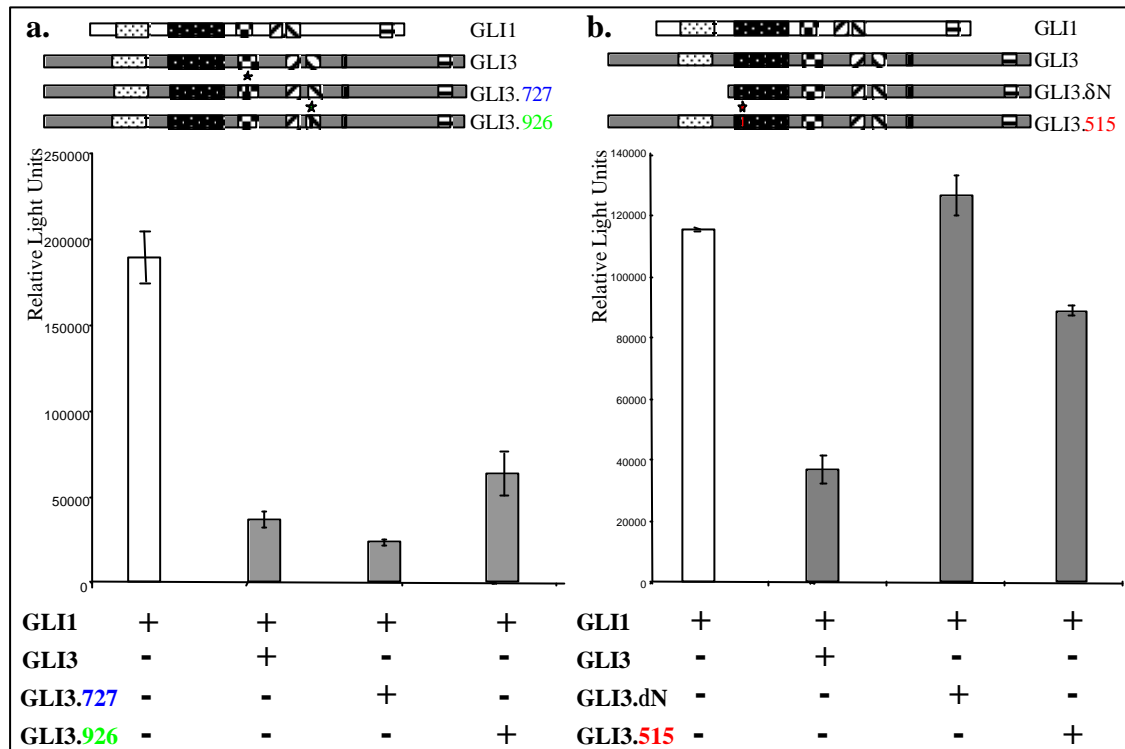 a.
GLI1
GLI3
GLI3.727
GLI3.926
Relative Light Units
250000
200000
150000
100000
50000
0
GLI1 + + + +
GLI3 - + - -
GLI3.727 - - + -
GLI3.926 - - - +
b.
GLI1
GLI3
GLI3.δN
GLI3.515
Relative Light Units
140000
120000
100000
80000
60000
40000
20000
0
GLI1 + + + +
GLI3 - + - -
GLI3.dN - - + -
GLI3.515 - - - +